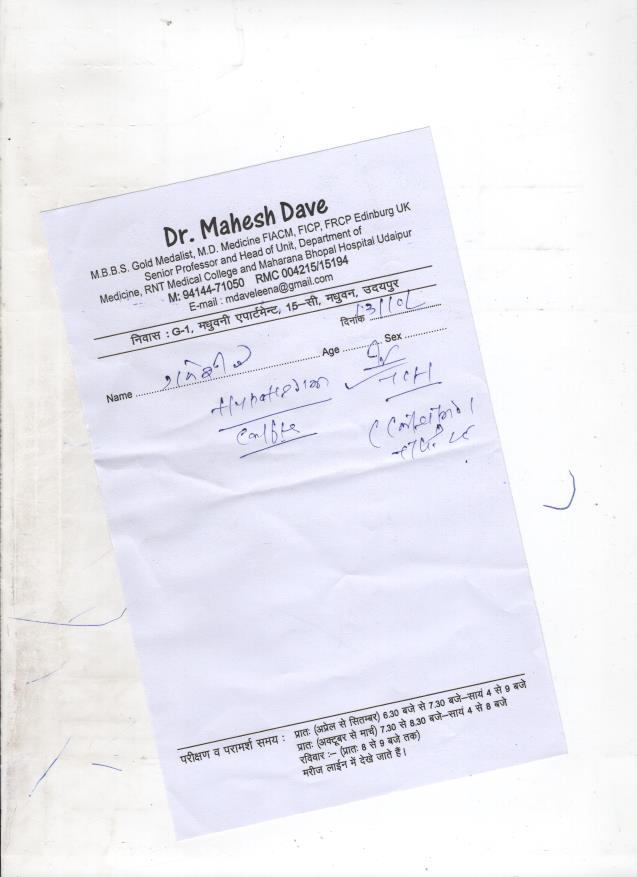 Dr. Mahesh Dave
M.B.B.S. Gold Medalist, M.D. Medicine FIACM, FICP, FRCP Edinburg UK
Senior Professor and Head of Unit, Department of
Medicine, RNT Medical College and Maharana Bhopal Hospital Udaipur
M: 94144-71050 RMC 004215/15194
E-mail : mdaveleena@gmail.com
निवास : G-1, मधुवनी एपार्टमेन्ट, 15-सी, मधुवन, उदयपुर
दिनांक
Name Age Sex
परीक्षण व परामर्श समय : प्रातः (अप्रेल से सितम्बर) 6.30 बजे से 7.30 बजे-सायं 4 से 9 बजे
प्रातः (अक्टूबर से मार्च) 7.30 से 8.30 बजे-सायं 4 से 8 बजे
रविवार :- (प्रातः 8 से 9 बजे तक)
मरीज लाईन में देखे जाते हैं।